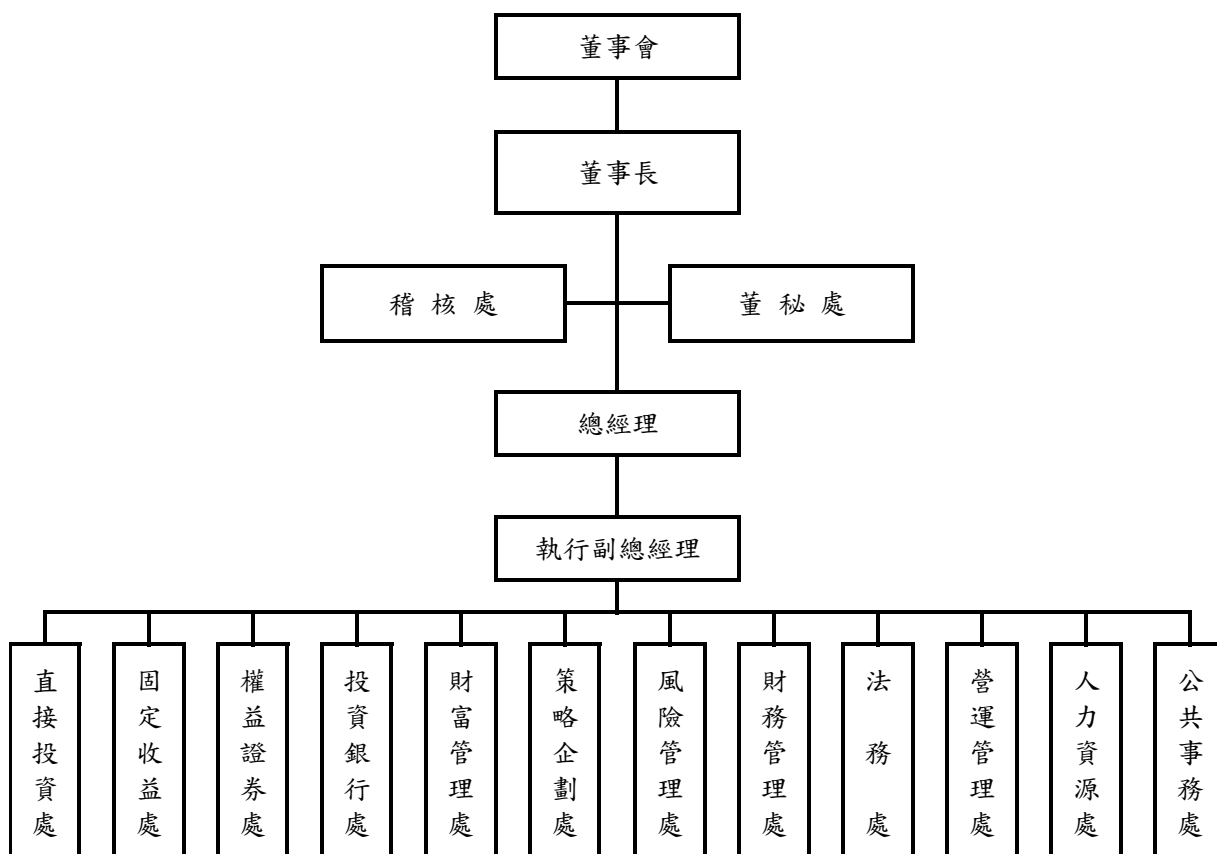 董事會
董事長
稽核處
董秘處
總經理
執行副總經理
直接投資處
固定收益處
權益證券處
投資銀行處
財富管理處
策略企劃處
風險管理處
財務管理處
法務處
營運管理處
人力資源處
公共事務處